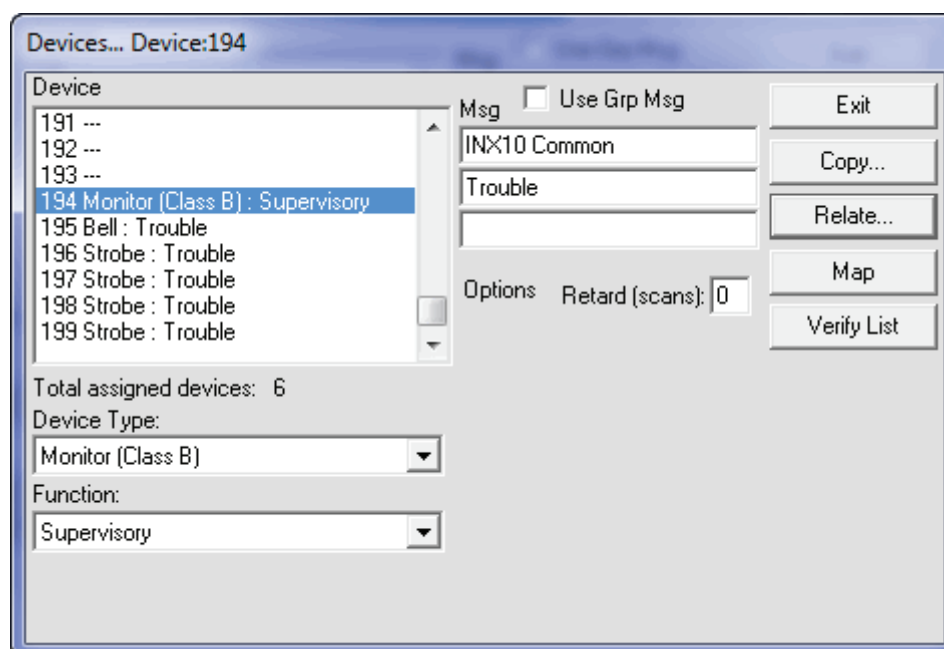 Devices... Device:194
Device
191 ---
192 ---
193 ---
194 Monitor (Class B) : Supervisory
195 Bell : Trouble
196 Strobe : Trouble
197 Strobe : Trouble
198 Strobe : Trouble
199 Strobe : Trouble
Total assigned devices: 6
Device Type:
Monitor (Class B)
Function:
Supervisory
Msg Use Grp Msg
INX10 Common
Trouble
Options Retard (scans): 0
Exit
Copy...
Relate...
Map
Verify List